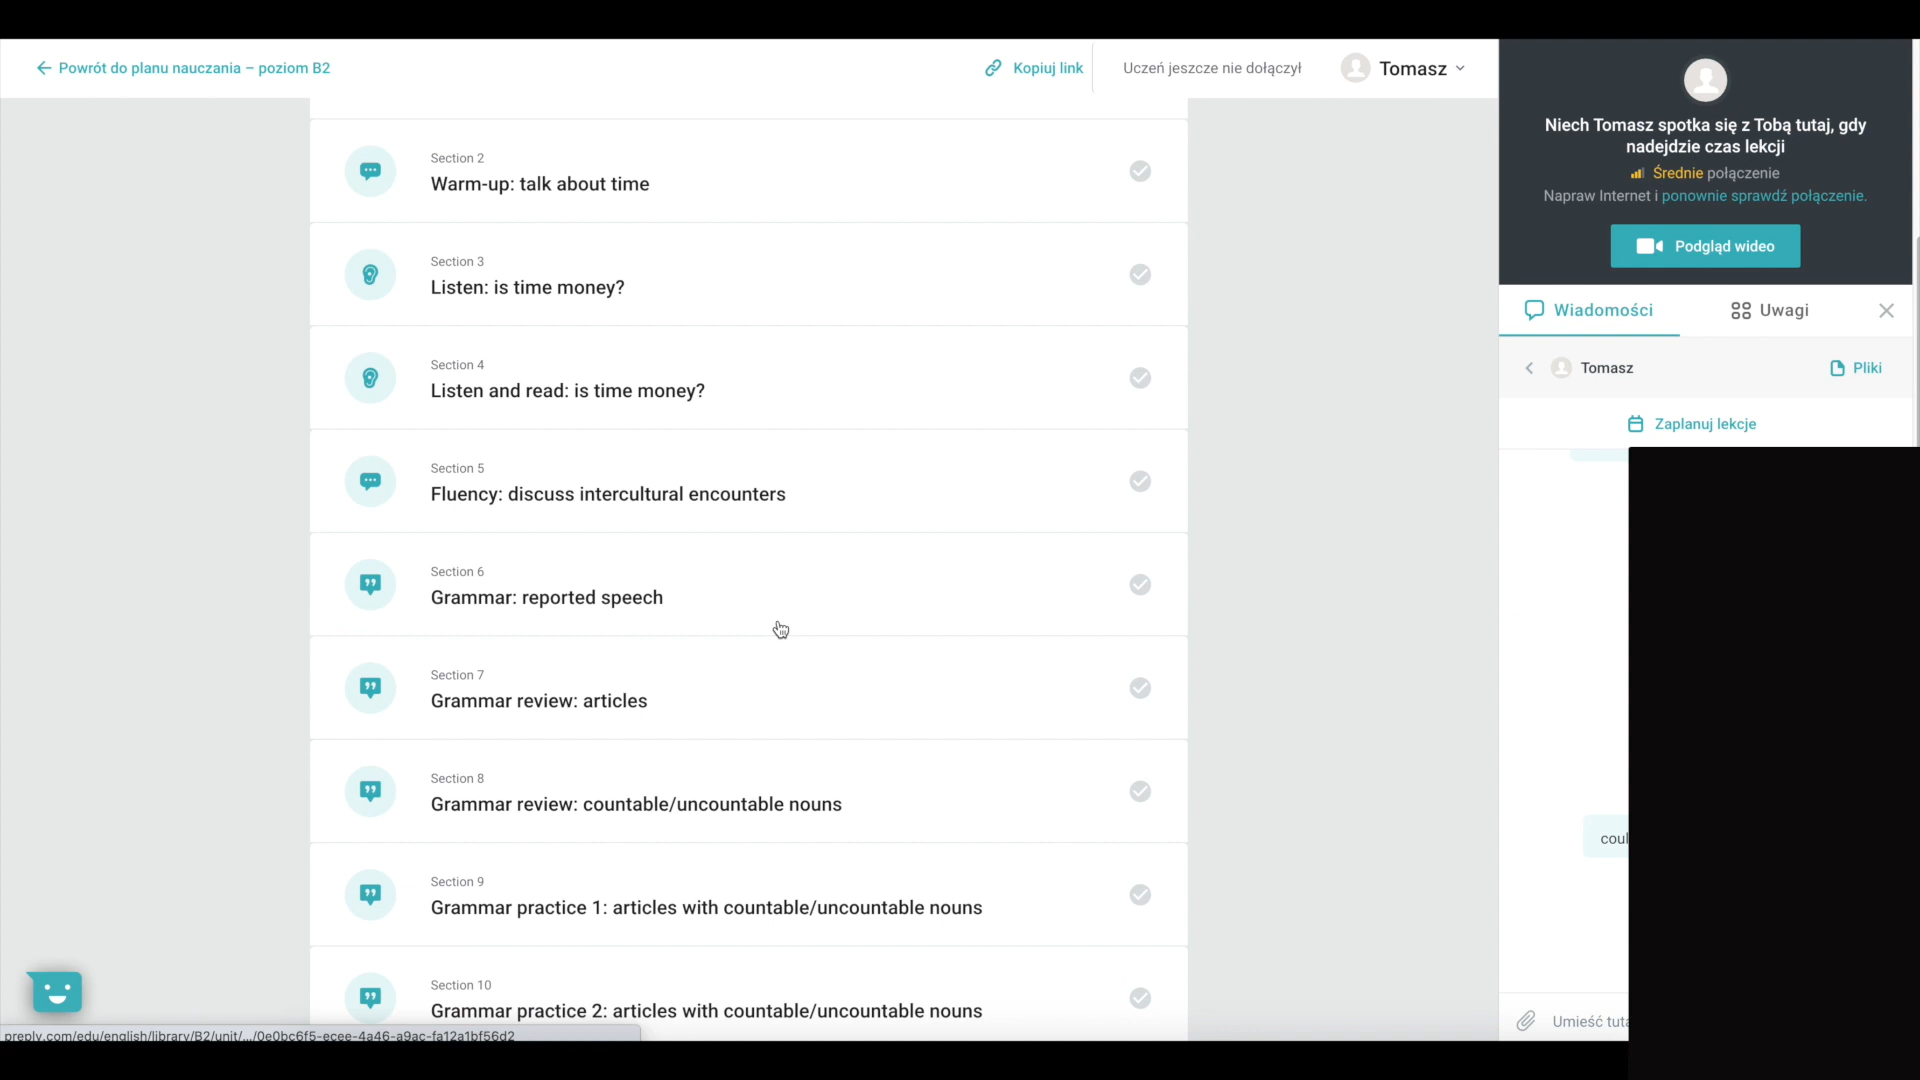 Powrót do planu nauczania – poziom B2
Kopiuj link
Uczeń jeszcze nie dołączył
Tomasz
Section 2
Warm-up: talk about time
Section 3
Listen: is time money?
Section 4
Listen and read: is time money?
Section 5
Fluency: discuss intercultural encounters
Section 6
Grammar: reported speech
Section 7
Grammar review: articles
Section 8
Grammar review: countable/uncountable nouns
Section 9
Grammar practice 1: articles with countable/uncountable nouns
Section 10
Grammar practice 2: articles with countable/uncountable nouns
preply.com/edu/english/library/B2/unit/.../0e0bc6f5-ecee-4a46-a9ac-fa12a1bf56d2
Niech Tomasz spotka się z Tobą tutaj, gdy
nadejdzie czas lekcji
Średnie połączenie
Napraw Internet i ponownie sprawdź połączenie.
Podgląd wideo
Wiadomości
Uwagi
Tomasz
Pliki
Zaplanuj lekcje
coul
Umieść tuta